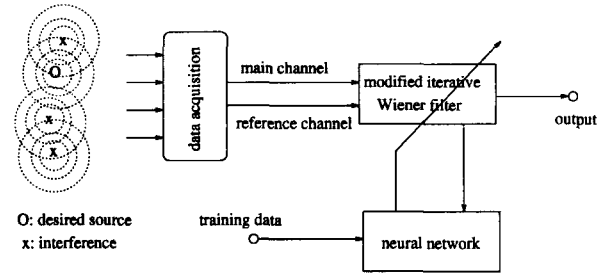 x
O
x
x
data acquisition
main channel
reference channel
modified iterative
Wiener filter
output
O: desired source
x: interference
training data
neural network